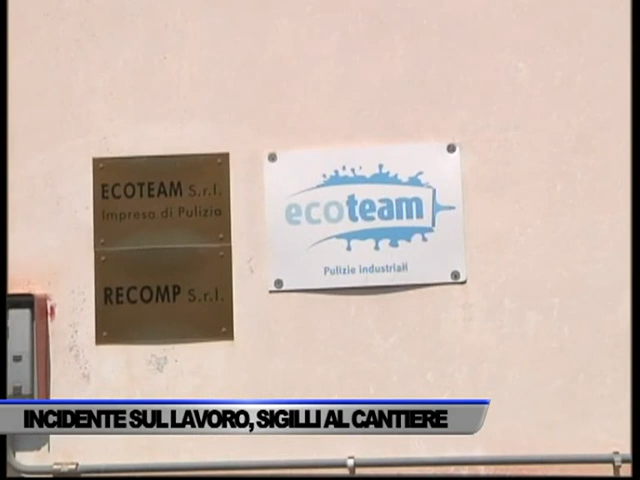 ECOTEAM S.r.l.
Impresa di Pulizia
RECOMP S.r.l.
ecoteam
Pulizie industriali
INCIDENTE SUL LAVORO, SIGILLI AL CANTIERE